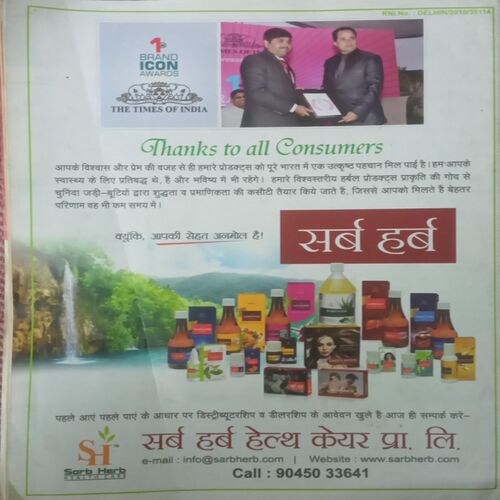 RNI.No. : DELHIN/2010/35114
1
BRAND
ICON
AWARDS
THE TIMES OF INDIA
Thanks to all Consumers
आपके विश्वास और प्रेम की वजह से ही हमारे प्रोडक्ट्स को पूरे भारत में एक उत्कृष्ठ पहचान मिल पाई है। हम आपके
स्वास्थ्य के लिए प्रतिबद्ध थे, है और भविष्य में भी रहेगे। हमारे विश्वस्तरीय हर्बल प्रोडक्ट्स प्राकृति की गोद से
चुनिंदा जड़ी-बूटियों द्वारा शुद्धता व प्रमाणिकता की कसौटी तैयार किये जाते है, जिससे आपको मिलते है बेहतर
परिणाम वह भी कम समय में।
क्यूंकि, आपकी सेहत अनमोल है!
सर्ब हर्ब
पहले आएं पहले पाएं के आधार पर डिस्ट्रीब्यूटरशिप व डीलरशिप के आवेदन खुले है आज ही सम्पर्क करे-
SH
Sarb Herb
HEALTH CARE
सर्ब हर्ब हेल्थ केयर प्रा. लि.
e-mail : info@sarbherb.com | Website : www.sarbherb.com
Call : 90450 33641